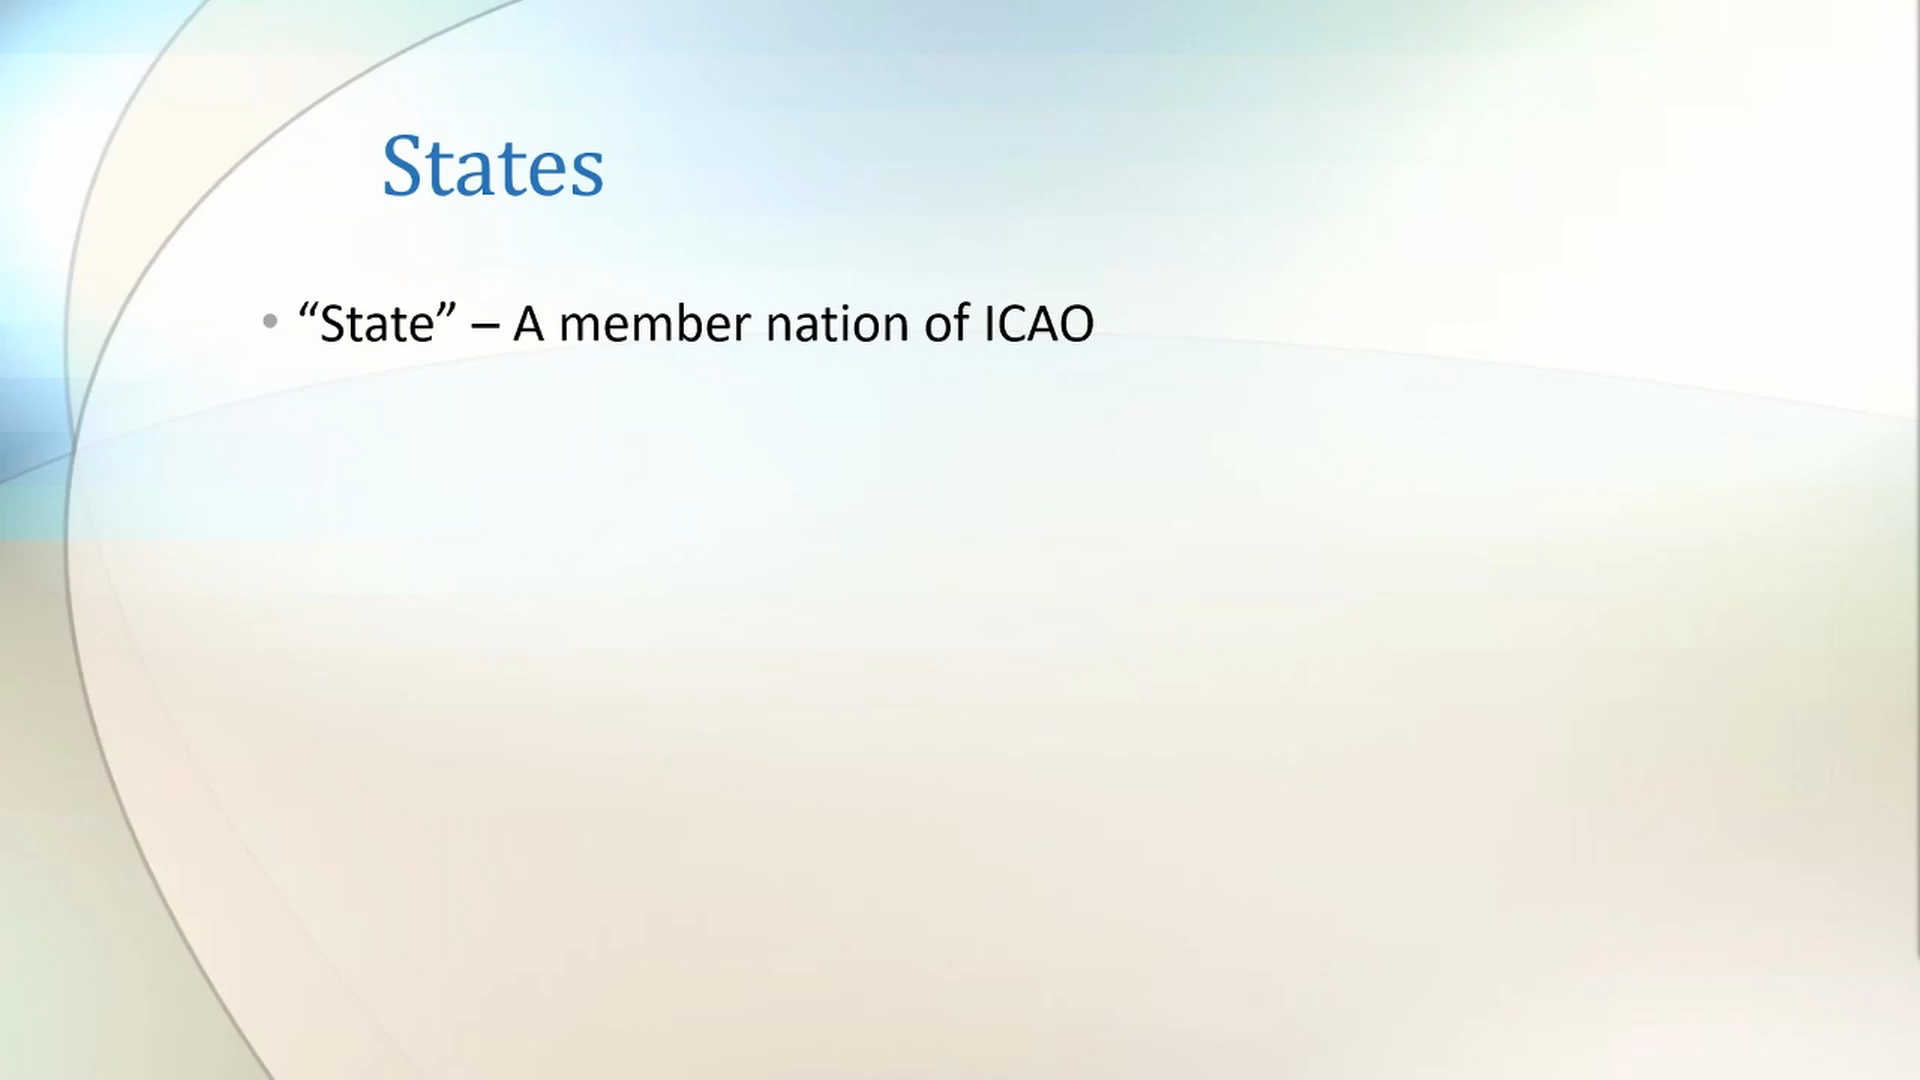 States
• “State” – A member nation of ICAO